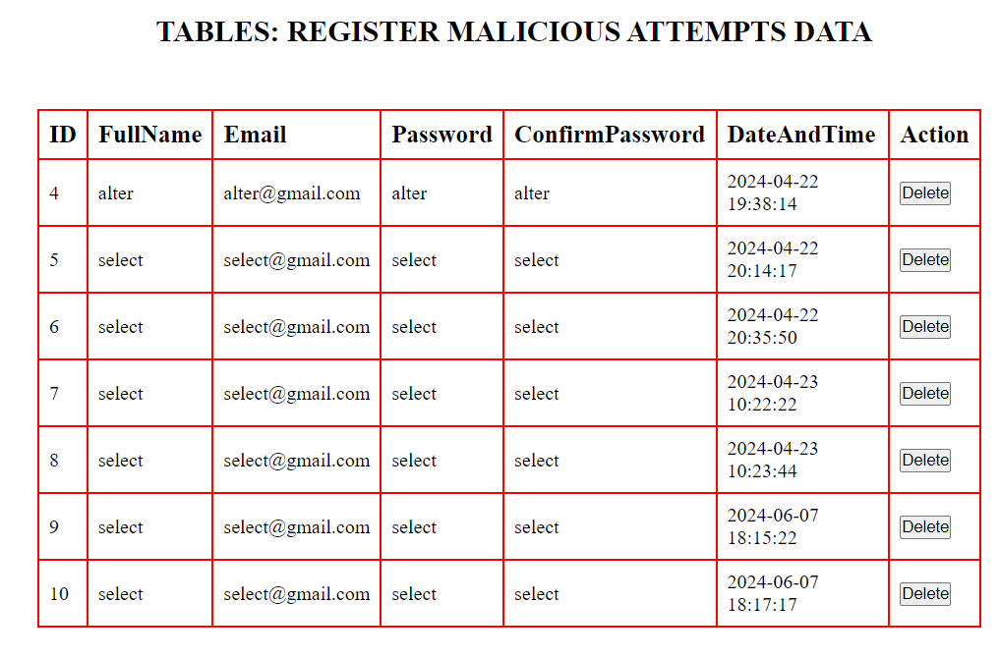 TABLES: REGISTER MALICIOUS ATTEMPTS DATA
ID FullName Email Password ConfirmPassword DateAndTime Action
4 alter alter@gmail.com alter alter 2024-04-22 19:38:14 Delete
5 select select@gmail.com select select 2024-04-22 20:14:17 Delete
6 select select@gmail.com select select 2024-04-22 20:35:50 Delete
7 select select@gmail.com select select 2024-04-23 10:22:22 Delete
8 select select@gmail.com select select 2024-04-23 10:23:44 Delete
9 select select@gmail.com select select 2024-06-07 18:15:22 Delete
10 select select@gmail.com select select 2024-06-07 18:17:17 Delete